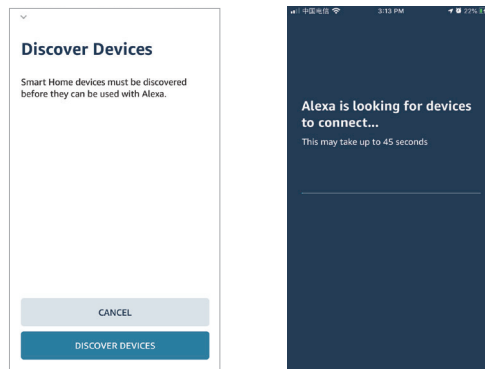 Discover Devices
Smart Home devices must be discovered
before they can be used with Alexa.
CANCEL
DISCOVER DEVICES
中国电信
3:13 PM
22%
Alexa is looking for devices
to connect...
This may take up to 45 seconds